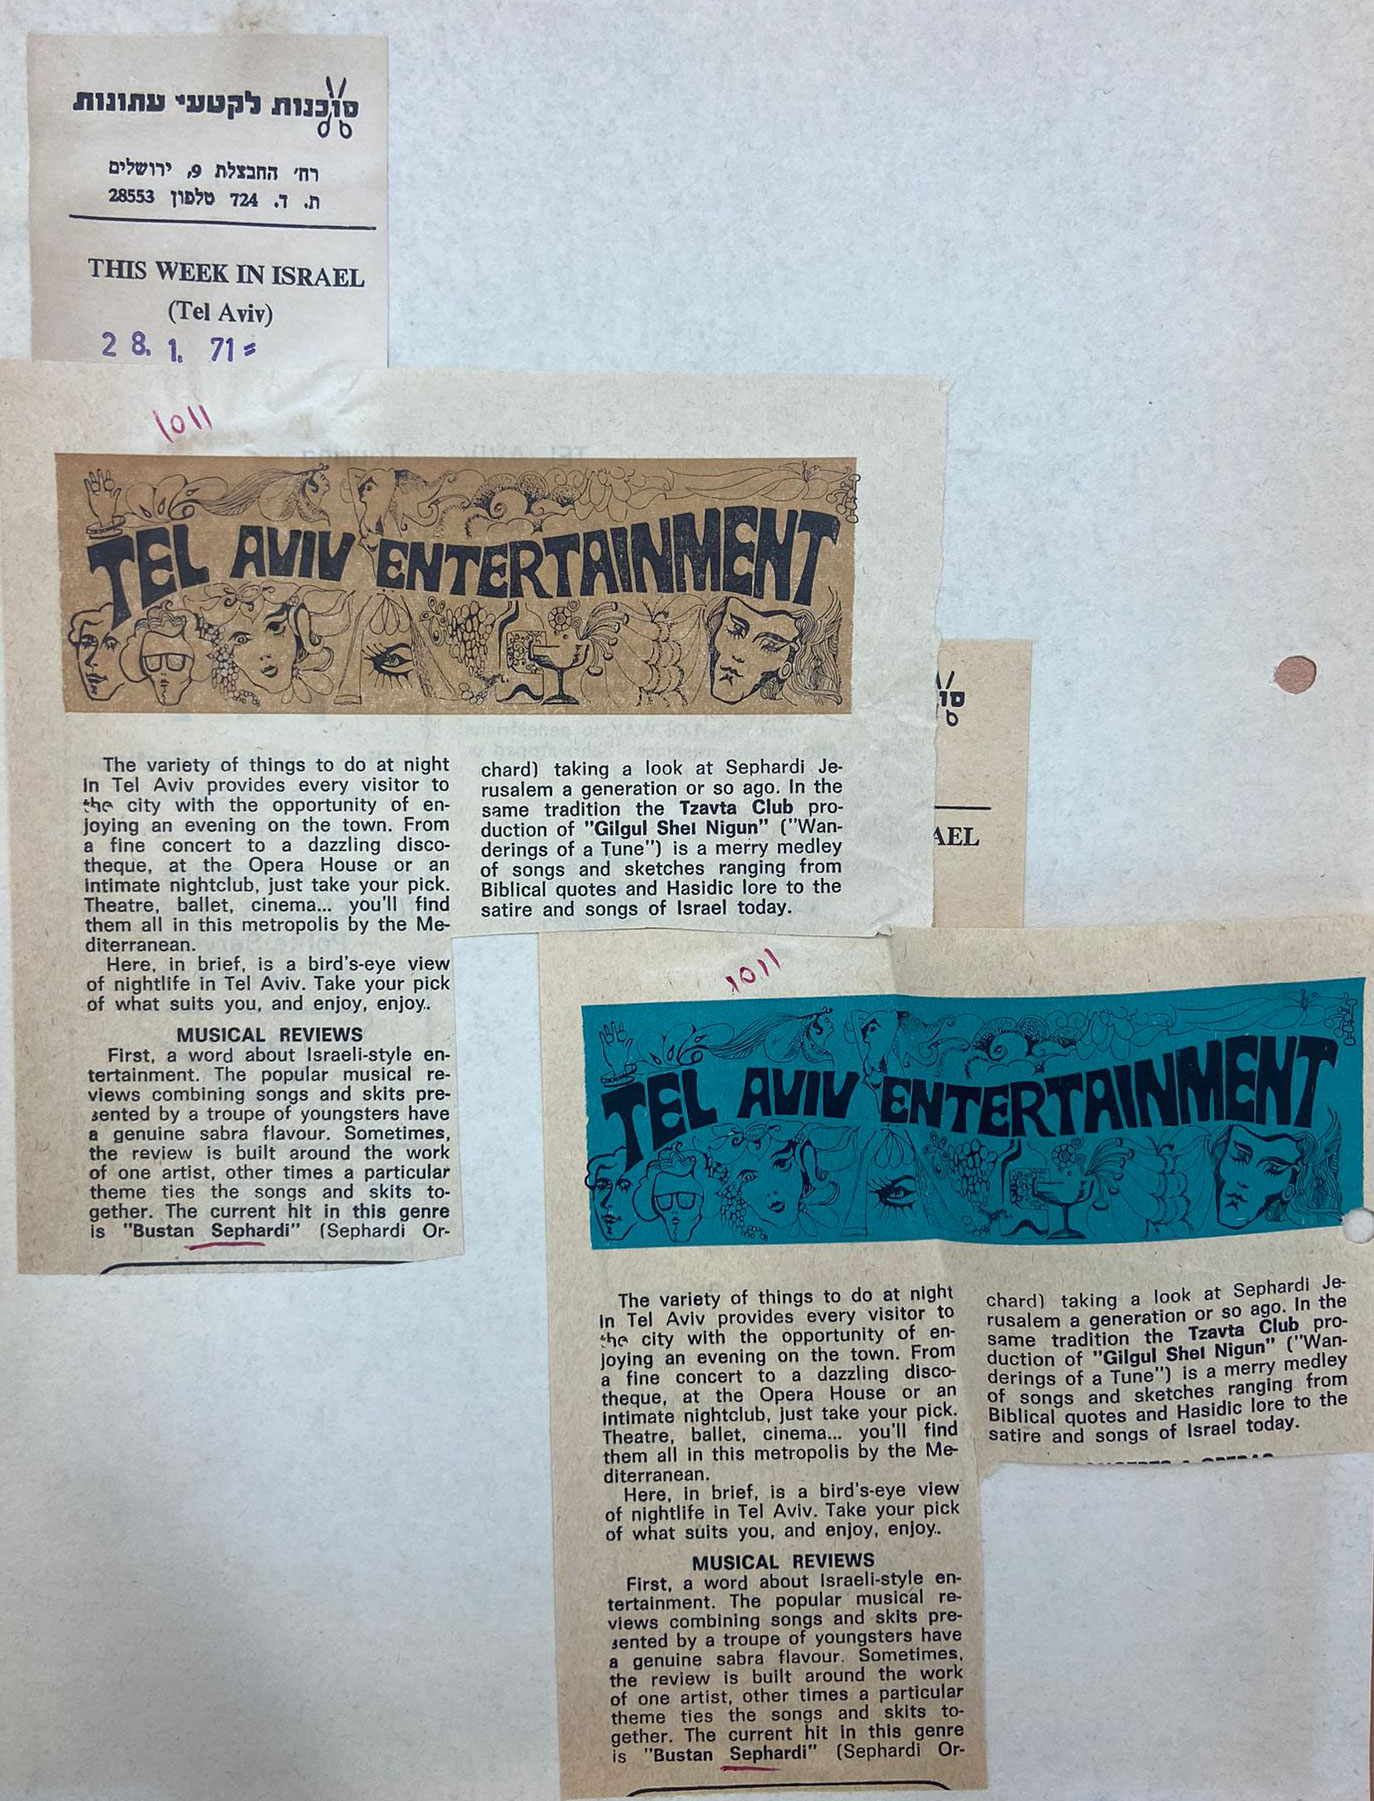 סוכנות לקטעי עתונות
רח׳ החבצלת 9, ירושלים
ת. ד. 724 טלפון 28553
THIS WEEK IN ISRAEL
(Tel Aviv)
28. 1. 71=
1011
TEL AVIV ENTERTAINMENT
The variety of things to do at night
in Tel Aviv provides every visitor to
the city with the opportunity of en-
joying an evening on the town. From
a fine concert to a dazzling disco-
theque, at the Opera House or an
intimate nightclub, just take your pick.
Theatre, ballet, cinema... you'll find
them all in this metropolis by the Me-
diterranean.
Here, in brief, is a bird's-eye view
of nightlife in Tel Aviv. Take your pick
of what suits you, and enjoy, enjoy..
MUSICAL REVIEWS
First, a word about Israeli-style en-
tertainment. The popular musical re-
views combining songs and skits pre-
sented by a troupe of youngsters have
a genuine sabra flavour. Sometimes,
the review is built around the work
of one artist, other times a particular
theme ties the songs and skits to-
gether. The current hit in this genre
is "Bustan Sephardi" (Sephardi Or-
chard) taking a look at Sephardi Je-
rusalem a generation or so ago. In the
same tradition the Tzavta Club pro-
duction of "Gilgul Shel Nigun" ("Wan-
derings of a Tune") is a merry medley
of songs and sketches ranging from
Biblical quotes and Hasidic lore to the
satire and songs of Israel today.
סו
AEL
1011
TEL AVIV ENTERTAINMENT
The variety of things to do at night
in Tel Aviv provides every visitor to
the city with the opportunity of en-
joying an evening on the town. From
a fine concert to a dazzling disco-
theque, at the Opera House or an
intimate nightclub, just take your pick.
Theatre, ballet, cinema... you'll find
them all in this metropolis by the Me-
diterranean.
Here, in brief, is a bird's-eye view
of nightlife in Tel Aviv. Take your pick
of what suits you, and enjoy, enjoy..
MUSICAL REVIEWS
First, a word about Israeli-style en-
tertainment. The popular musical re-
views combining songs and skits pre-
sented by a troupe of youngsters have
a genuine sabra flavour. Sometimes,
the review is built around the work
of one artist, other times a particular
theme ties the songs and skits to-
gether. The current hit in this genre
is "Bustan Sephardi" (Sephardi Or-
chard) taking a look at Sephardi Je-
rusalem a generation or so ago. In the
same tradition the Tzavta Club pro-
duction of "Gilgul Shel Nigun" ("Wan-
derings of a Tune") is a merry medley
of songs and sketches ranging from
Biblical quotes and Hasidic lore to the
satire and songs of Israel today.